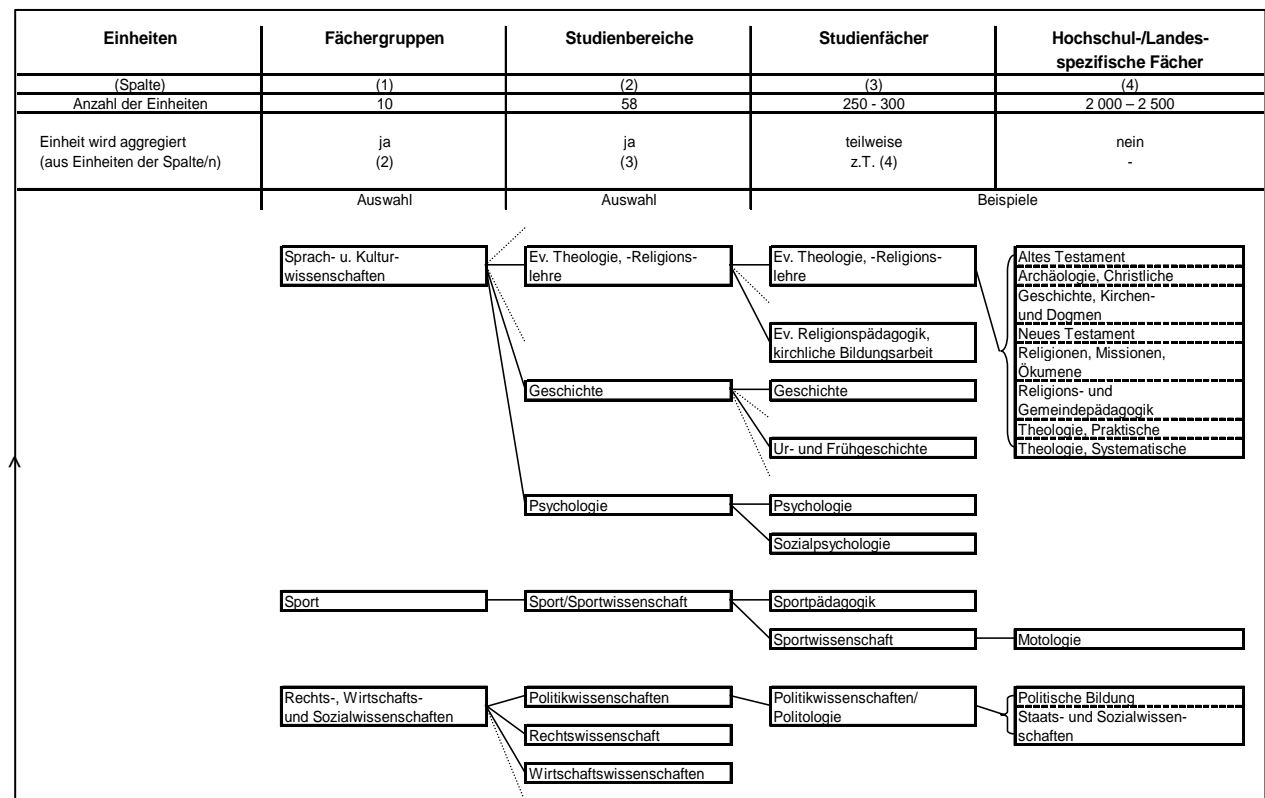 Einheiten Fächergruppen Studienbereiche Studienfächer Hochschul-/Landes-
spezifische Fächer
(Spalte) (1) (2) (3) (4)
Anzahl der Einheiten 10 58 250 - 300 2 000 – 2 500
Einheit wird aggregiert ja ja teilweise nein
(aus Einheiten der Spalte/n) (2) (3) z.T. (4) -
Auswahl Auswahl Beispiele
Sprach- u. Kultur-
wissenschaften
Ev. Theologie, -Religions-
lehre
Ev. Theologie, -Religions-
lehre
Altes Testament
Archäologie, Christliche
Geschichte, Kirchen-
und Dogmen
Neues Testament
Religionen, Missionen,
Ökumene
Religions- und
Gemeindepädagogik
Theologie, Praktische
Theologie, Systematische
Ev. Religionspädagogik,
kirchliche Bildungsarbeit
Geschichte
Geschichte
Ur- und Frühgeschichte
Psychologie
Psychologie
Sozialpsychologie
Sport
Sport/Sportwissenschaft
Sportpädagogik
Sportwissenschaft
Motologie
Rechts-, Wirtschafts-
und Sozialwissenschaften
Politikwissenschaften
Politikwissenschaften/
Politologie
Politische Bildung
Staats- und Sozialwissen-
schaften
Rechtswissenschaft
Wirtschaftswissenschaften